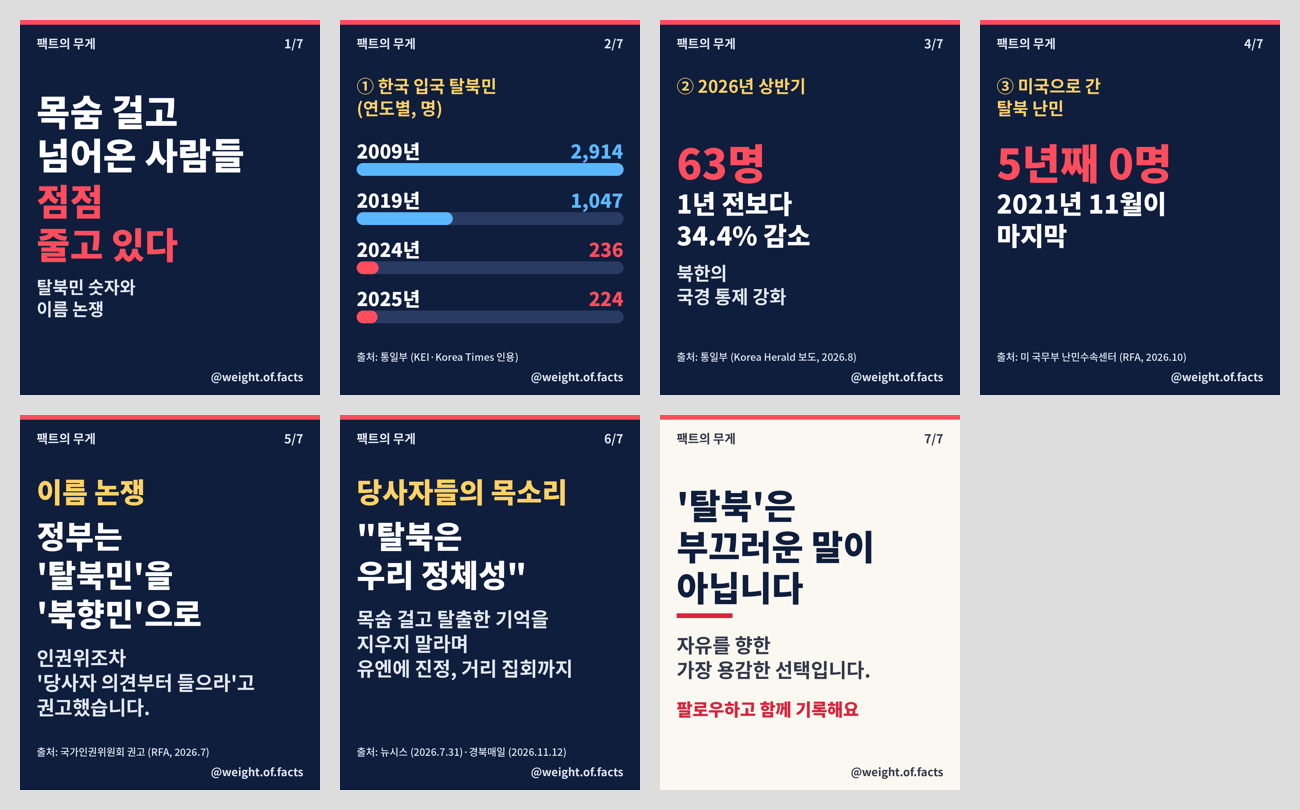 팩트의 무게
1/7
목숨 걸고
넘어온 사람들
점점
줄고 있다
탈북민 숫자와
이름 논쟁
@weight.of.facts
팩트의 무게
2/7
① 한국 입국 탈북민
(연도별, 명)
2009년 2,914
2019년 1,047
2024년 236
2025년 224
출처: 통일부 (KEI·Korea Times 인용)
@weight.of.facts
팩트의 무게
3/7
② 2026년 상반기
63명
1년 전보다
34.4% 감소
북한의
국경 통제 강화
출처: 통일부 (Korea Herald 보도, 2026.8)
@weight.of.facts
팩트의 무게
4/7
③ 미국으로 간
탈북 난민
5년째 0명
2021년 11월이
마지막
출처: 미 국무부 난민수속센터 (RFA, 2026.10)
@weight.of.facts
팩트의 무게
5/7
이름 논쟁
정부는
'탈북민'을
'북향민'으로
인권위조차
'당사자 의견부터 들으라'고
권고했습니다.
출처: 국가인권위원회 권고 (RFA, 2026.7)
@weight.of.facts
팩트의 무게
6/7
당사자들의 목소리
"탈북은
우리 정체성"
목숨 걸고 탈출한 기억을
지우지 말라며
유엔에 진정, 거리 집회까지
출처: 뉴시스 (2026.7.31)·경북매일 (2026.11.12)
@weight.of.facts
팩트의 무게
7/7
'탈북'은
부끄러운 말이
아닙니다
자유를 향한
가장 용감한 선택입니다.
팔로우하고 함께 기록해요
@weight.of.facts